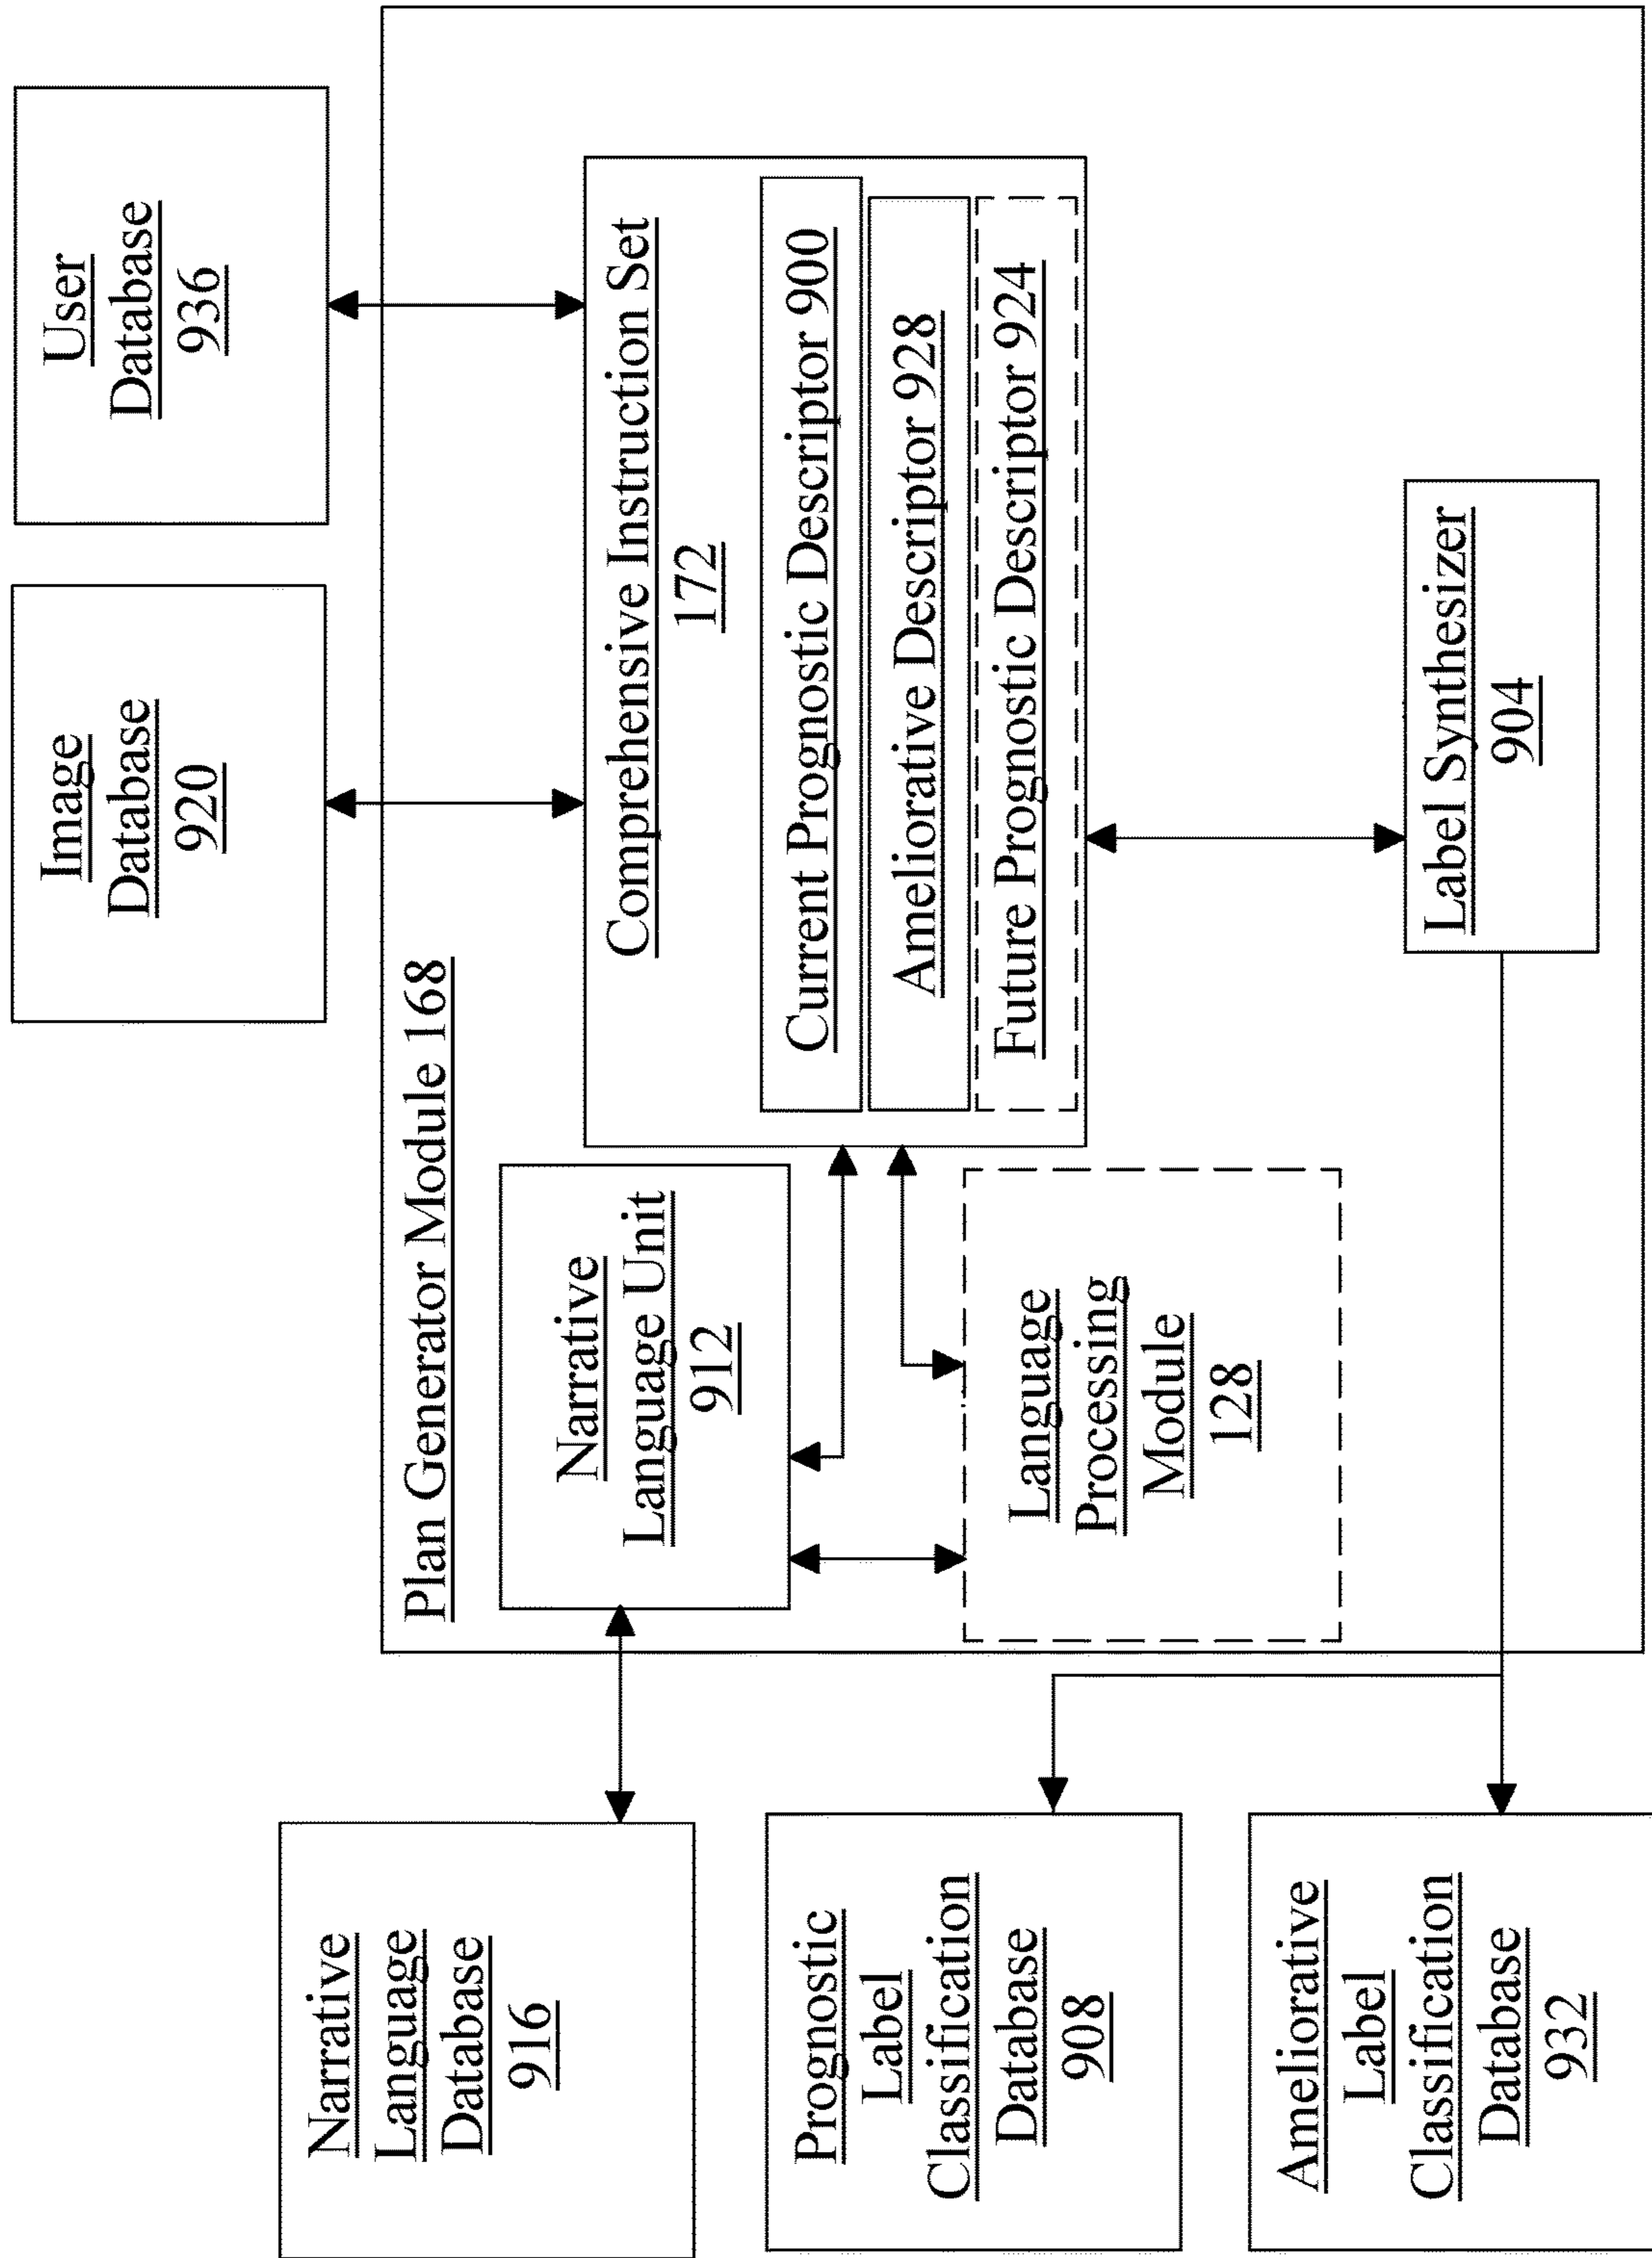 Image
Database
920
User
Database
936
Plan Generator Module 168
Narrative
Language
Database
916
Narrative
Language Unit
912
Comprehensive Instruction Set
172
Current Prognostic Descriptor 900
Ameliorative Descriptor 928
Future Prognostic Descriptor 924
Prognostic
Label
Classification
Database
908
Language
Processing
Module
128
Ameliorative
Label
Classification
Database
932
Label Synthesizer
904